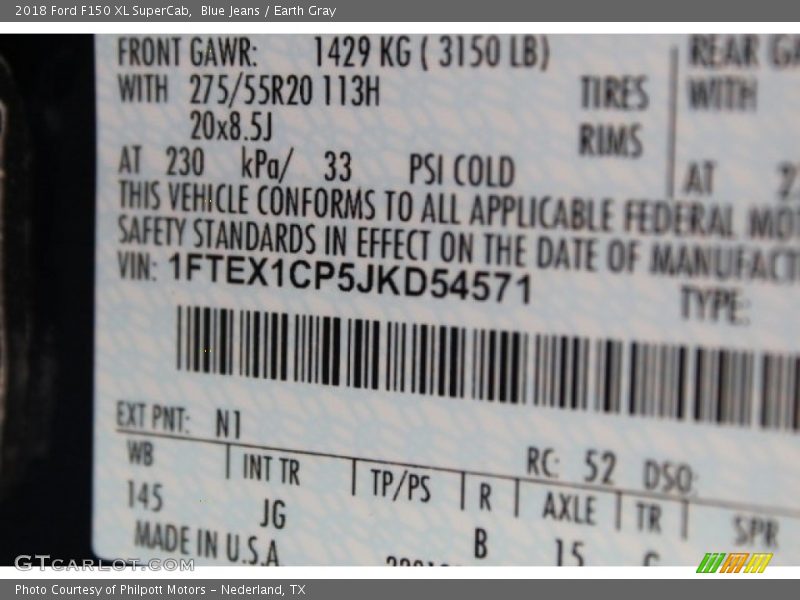 2018 Ford F150 XL SuperCab,  Blue Jeans / Earth Gray
FRONT GAWR: 1429 KG ( 3150 LB) REAR
WITH 275/55R20 113H TIRES WITH
20x8.5J RIMS
AT 230 kPa/ 33 PSI COLD AT
THIS VEHICLE CONFORMS TO ALL APPLICABLE FEDERAL
SAFETY STANDARDS IN EFFECT ON THE DATE OF
VIN: 1FTEX1CP5JKD54571
TYPE:
EXT PNT: N1 RC: 52 DSO:
WB INT TR TP/PS R AXLE TR SPR
145 JG B 15
MADE IN U.S.A
GTCARLOT.COM
Photo Courtesy of Philpott Motors - Nederland, TX